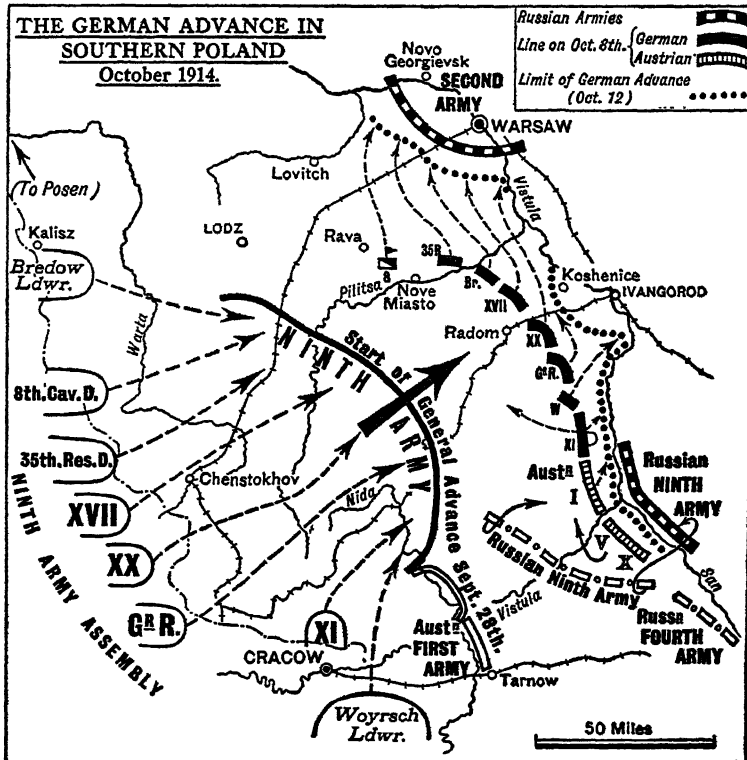 THE GERMAN ADVANCE IN
SOUTHERN POLAND
October 1914.
Russian Armies
Line on Oct. 8th. German
Austrian
Limit of German Advance
(Oct. 12)
Novo
Georgievsk
SECOND
ARMY
WARSAW
Lovitch
(To Posen)
Kalisz
LODZ
Rava
Vistula
Bredow
Ldwr.
Warta
8
35R
Br.
XVII
Pilitsa
Nove
Miasto
Koshenice
IVANGOROD
Radom
XX
GR R.
W
XI
NINTH ARMY
Start of General Advance Sept. 28th.
8th. Cav. D.
35th. Res. D.
XVII
XX
GR R.
XI
NINTH ARMY ASSEMBLY
Chenstokhov
Nida
Austn
I
V
X
Russian
NINTH
ARMY
Russian Ninth Army
San
Vistula
Russn
FOURTH
ARMY
Austn
FIRST
ARMY
CRACOW
Tarnow
Woyrsch
Ldwr.
50 Miles